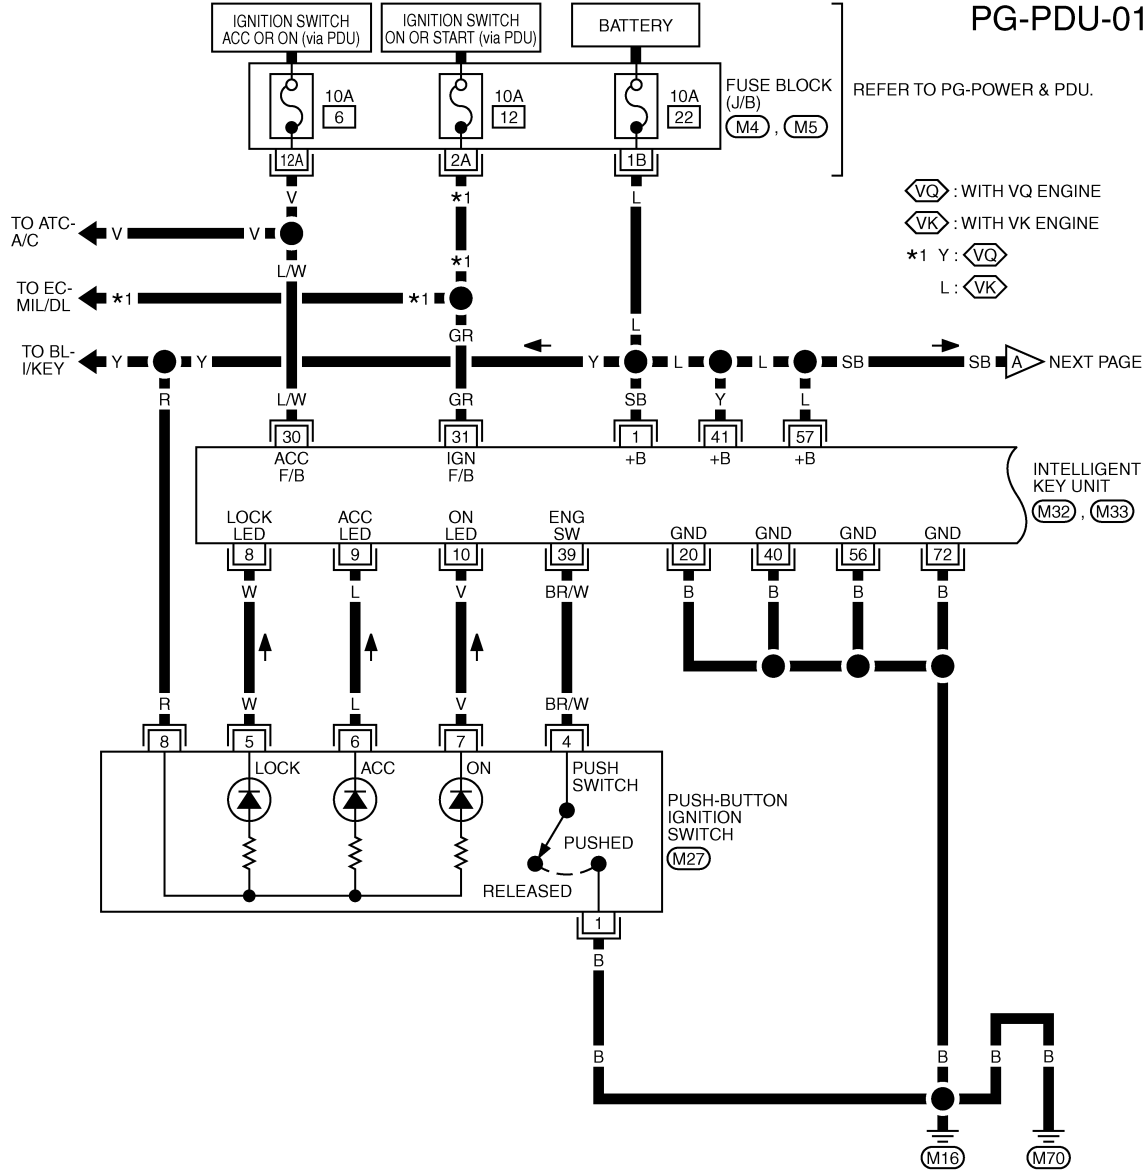 PG-PDU-01
IGNITION SWITCH
ACC OR ON (via PDU)
IGNITION SWITCH
ON OR START (via PDU)
BATTERY
10A
6
10A
12
10A
22
FUSE BLOCK
(J/B)
M4 , M5
REFER TO PG-POWER & PDU.
12A
2A
1B
V
*1
L
VQ : WITH VQ ENGINE
VK : WITH VK ENGINE
*1 Y : VQ
L : VK
TO ATC-
A/C
V
V
L/W
*1
TO EC-
MIL/DL
*1
*1
GR
L
TO BL-
I/KEY
Y
Y
Y
L
L
SB
SB
A
NEXT PAGE
R
L/W
GR
SB
Y
L
30
31
1
41
57
ACC
F/B
IGN
F/B
+B
+B
+B
INTELLIGENT
KEY UNIT
M32 , M33
LOCK
LED
ACC
LED
ON
LED
ENG
SW
GND
GND
GND
GND
8
9
10
39
20
40
56
72
W
L
V
BR/W
B
B
B
B
R
W
L
V
BR/W
8
5
6
7
4
LOCK
ACC
ON
PUSH
SWITCH
PUSHED
RELEASED
PUSH-BUTTON
IGNITION
SWITCH
M27
1
B
B
B
B
B
M16
M70